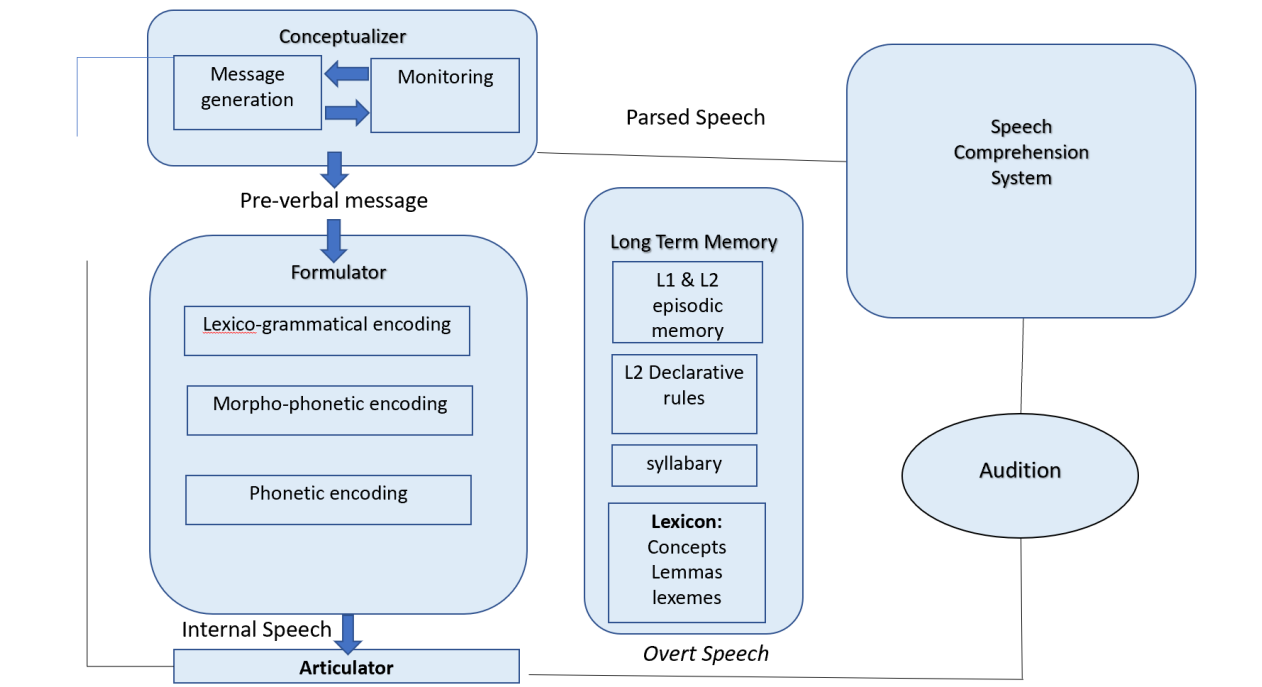 Conceptualizer
Message
generation
Monitoring
Parsed Speech
Speech
Comprehension
System
Pre-verbal message
Formulator
Lexico-grammatical encoding
Morpho-phonetic encoding
Phonetic encoding
Long Term Memory
L1 & L2
episodic
memory
L2 Declarative
rules
syllabary
Lexicon:
Concepts
Lemmas
lexemes
Audition
Internal Speech
Overt Speech
Articulator